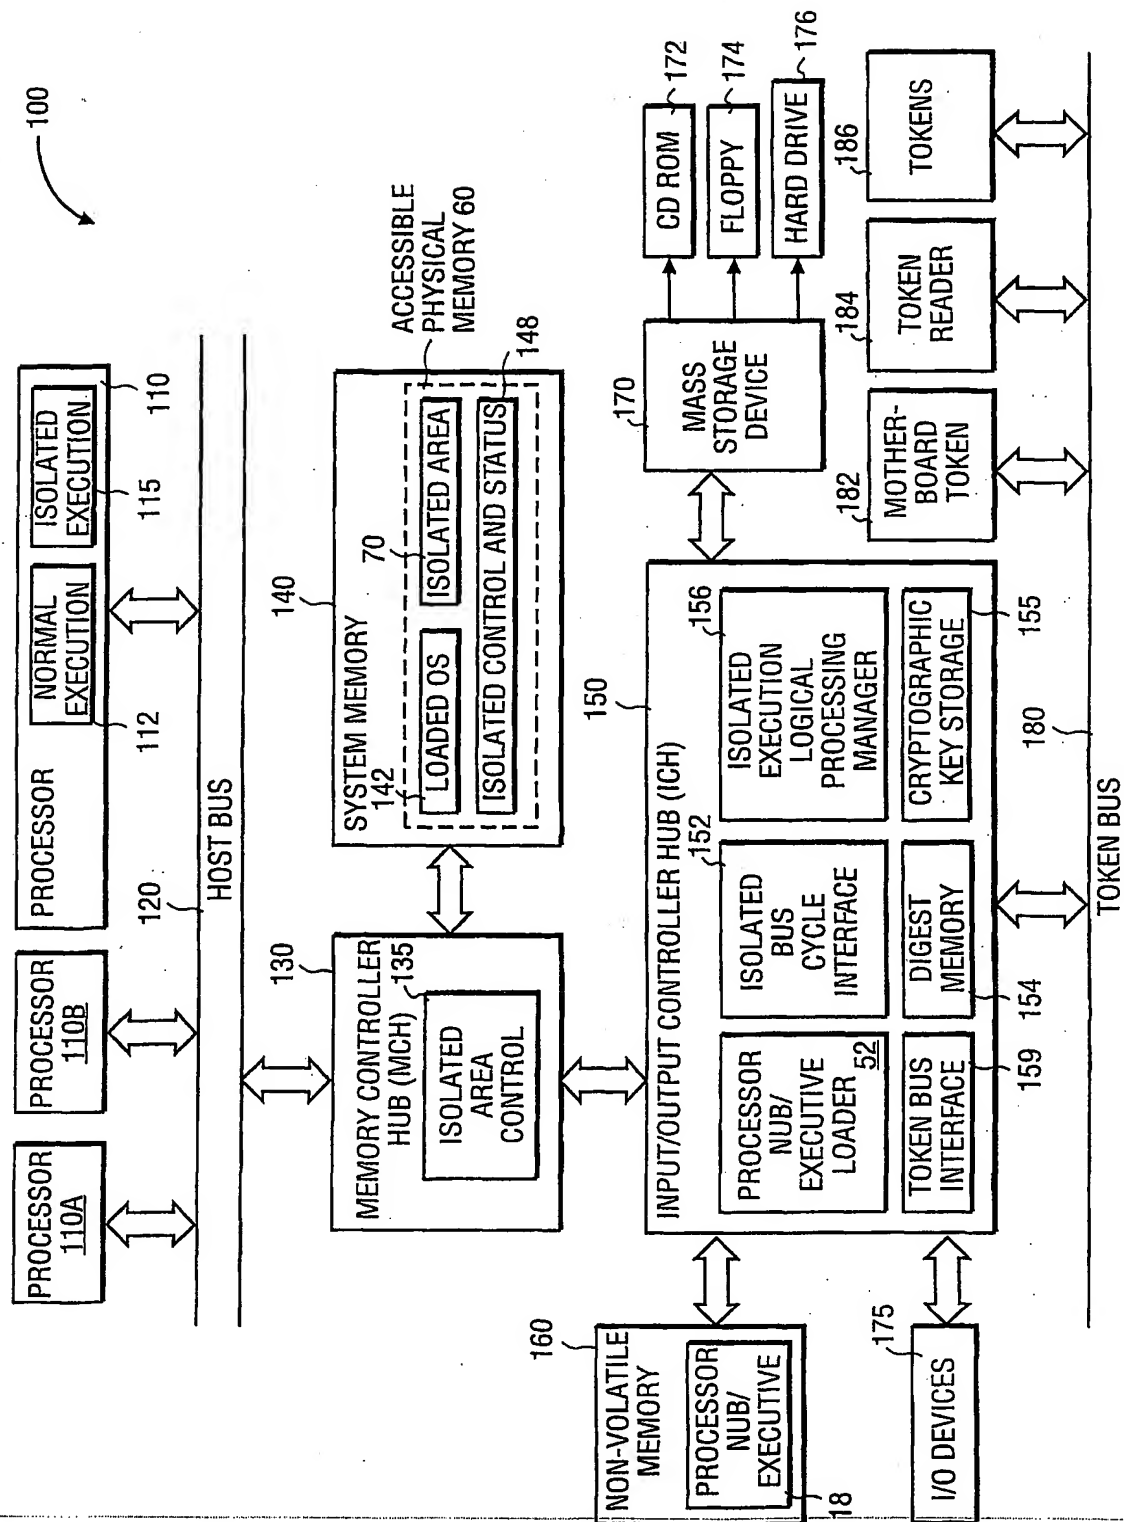 100
PROCESSOR
110A
PROCESSOR
110B
PROCESSOR
NORMAL
EXECUTION
112
ISOLATED
EXECUTION
115
110
120
HOST BUS
130
MEMORY CONTROLLER
HUB (MCH)
135
ISOLATED
AREA
CONTROL
140
SYSTEM MEMORY
142
LOADED OS
70
ISOLATED AREA
ISOLATED CONTROL AND STATUS
148
ACCESSIBLE
PHYSICAL
MEMORY 60
160
NON-VOLATILE
MEMORY
PROCESSOR
NUB/
EXECUTIVE
18
150
INPUT/OUTPUT CONTROLLER HUB (ICH)
PROCESSOR
NUB/
EXECUTIVE
LOADER
52
152
ISOLATED
BUS
CYCLE
INTERFACE
156
ISOLATED
EXECUTION
LOGICAL
PROCESSING
MANAGER
TOKEN BUS
INTERFACE
159
DIGEST
MEMORY
154
CRYPTOGRAPHIC
KEY STORAGE
155
170
MASS
STORAGE
DEVICE
CD ROM
172
FLOPPY
174
HARD DRIVE
176
175
I/O DEVICES
182
MOTHER-
BOARD
TOKEN
184
TOKEN
READER
186
TOKENS
180
TOKEN BUS